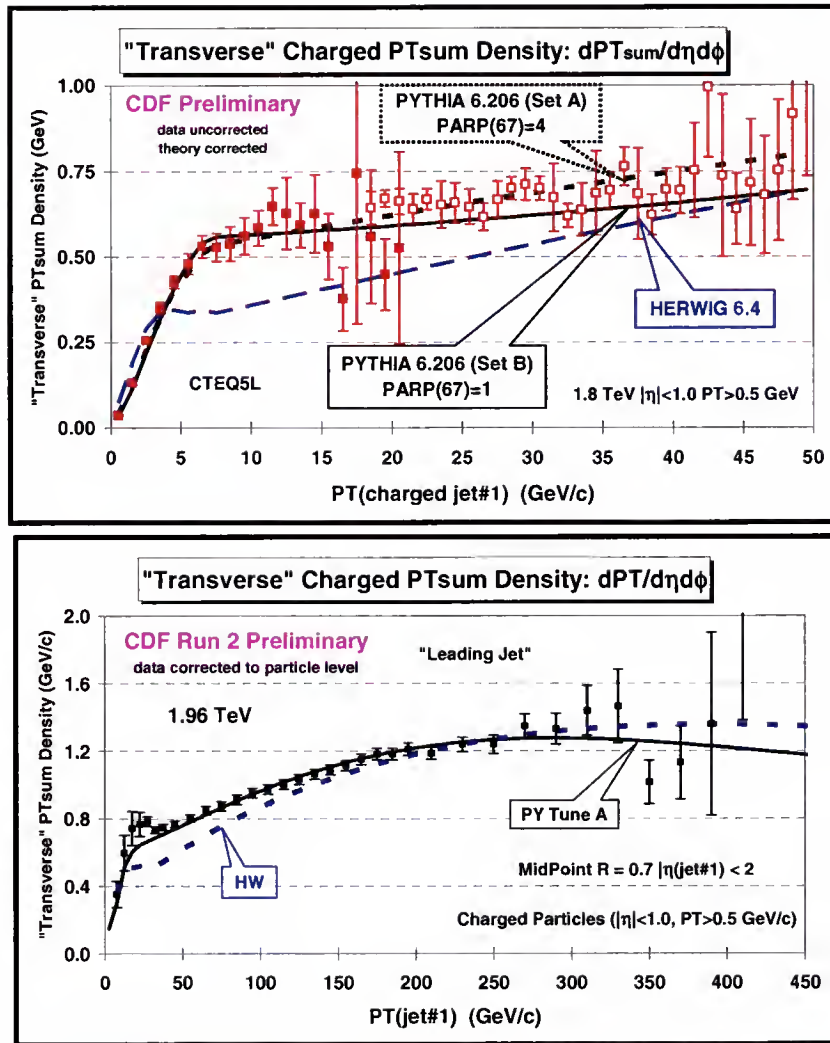 "Transverse" Charged PTsum Density: dPTsum/dηdϕ
CDF Preliminary
data uncorrected
theory corrected
PYTHIA 6.206 (Set A)
PARP(67)=4
HERWIG 6.4
PYTHIA 6.206 (Set B)
PARP(67)=1
CTEQ5L
1.8 TeV |η|<1.0 PT>0.5 GeV
"Transverse" PTsum Density (GeV)
1.00
0.75
0.50
0.25
0.00
0 5 10 15 20 25 30 35 40 45 50
PT(charged jet#1) (GeV/c)
"Transverse" Charged PTsum Density: dPT/dηdϕ
CDF Run 2 Preliminary
data corrected to particle level
"Leading Jet"
1.96 TeV
PY Tune A
HW
MidPoint R = 0.7 |η(jet#1) < 2
Charged Particles (|η|<1.0, PT>0.5 GeV/c)
"Transverse" PTsum Density (GeV/c)
2.0
1.6
1.2
0.8
0.4
0.0
0 50 100 150 200 250 300 350 400 450
PT(jet#1) (GeV/c)